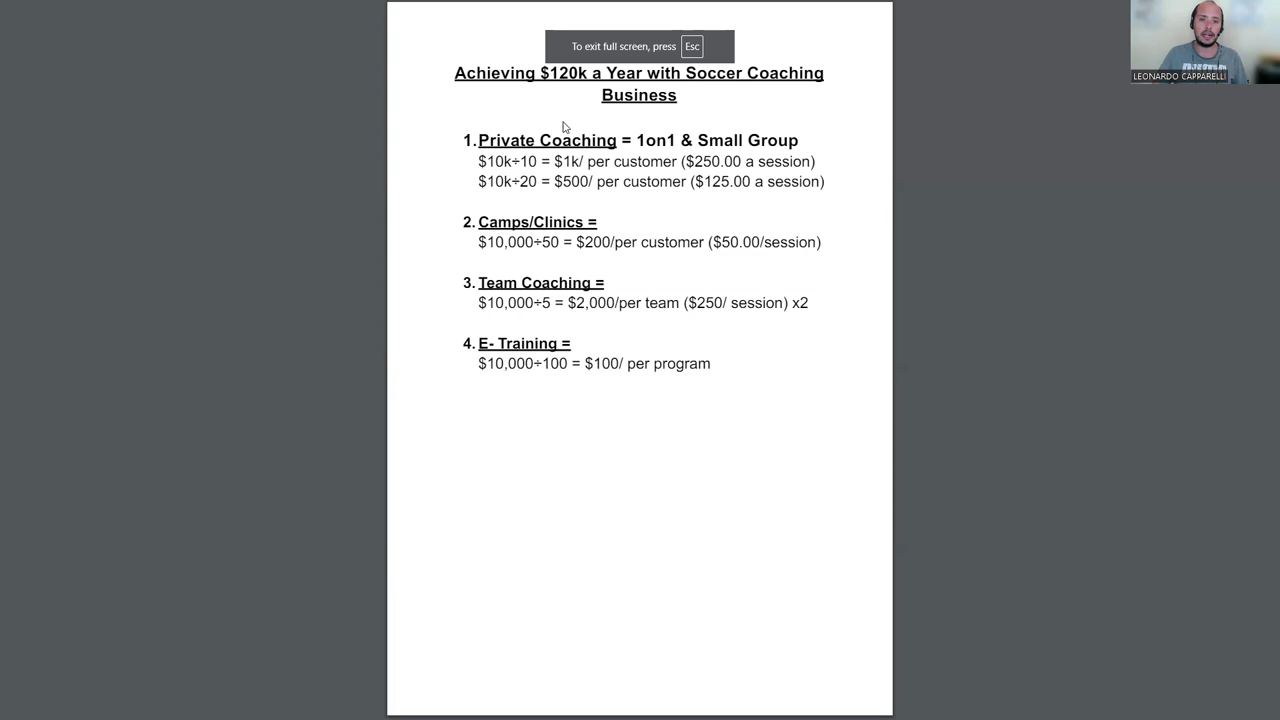 To exit full screen, press Esc
LEONARDO CAPPARELLI
Achieving $120k a Year with Soccer Coaching
Business
1. Private Coaching = 1on1 & Small Group
$10k÷10 = $1k/ per customer ($250.00 a session)
$10k÷20 = $500/ per customer ($125.00 a session)
2. Camps/Clinics =
$10,000÷50 = $200/per customer ($50.00/session)
3. Team Coaching =
$10,000÷5 = $2,000/per team ($250/ session) x2
4. E- Training =
$10,000÷100 = $100/ per program